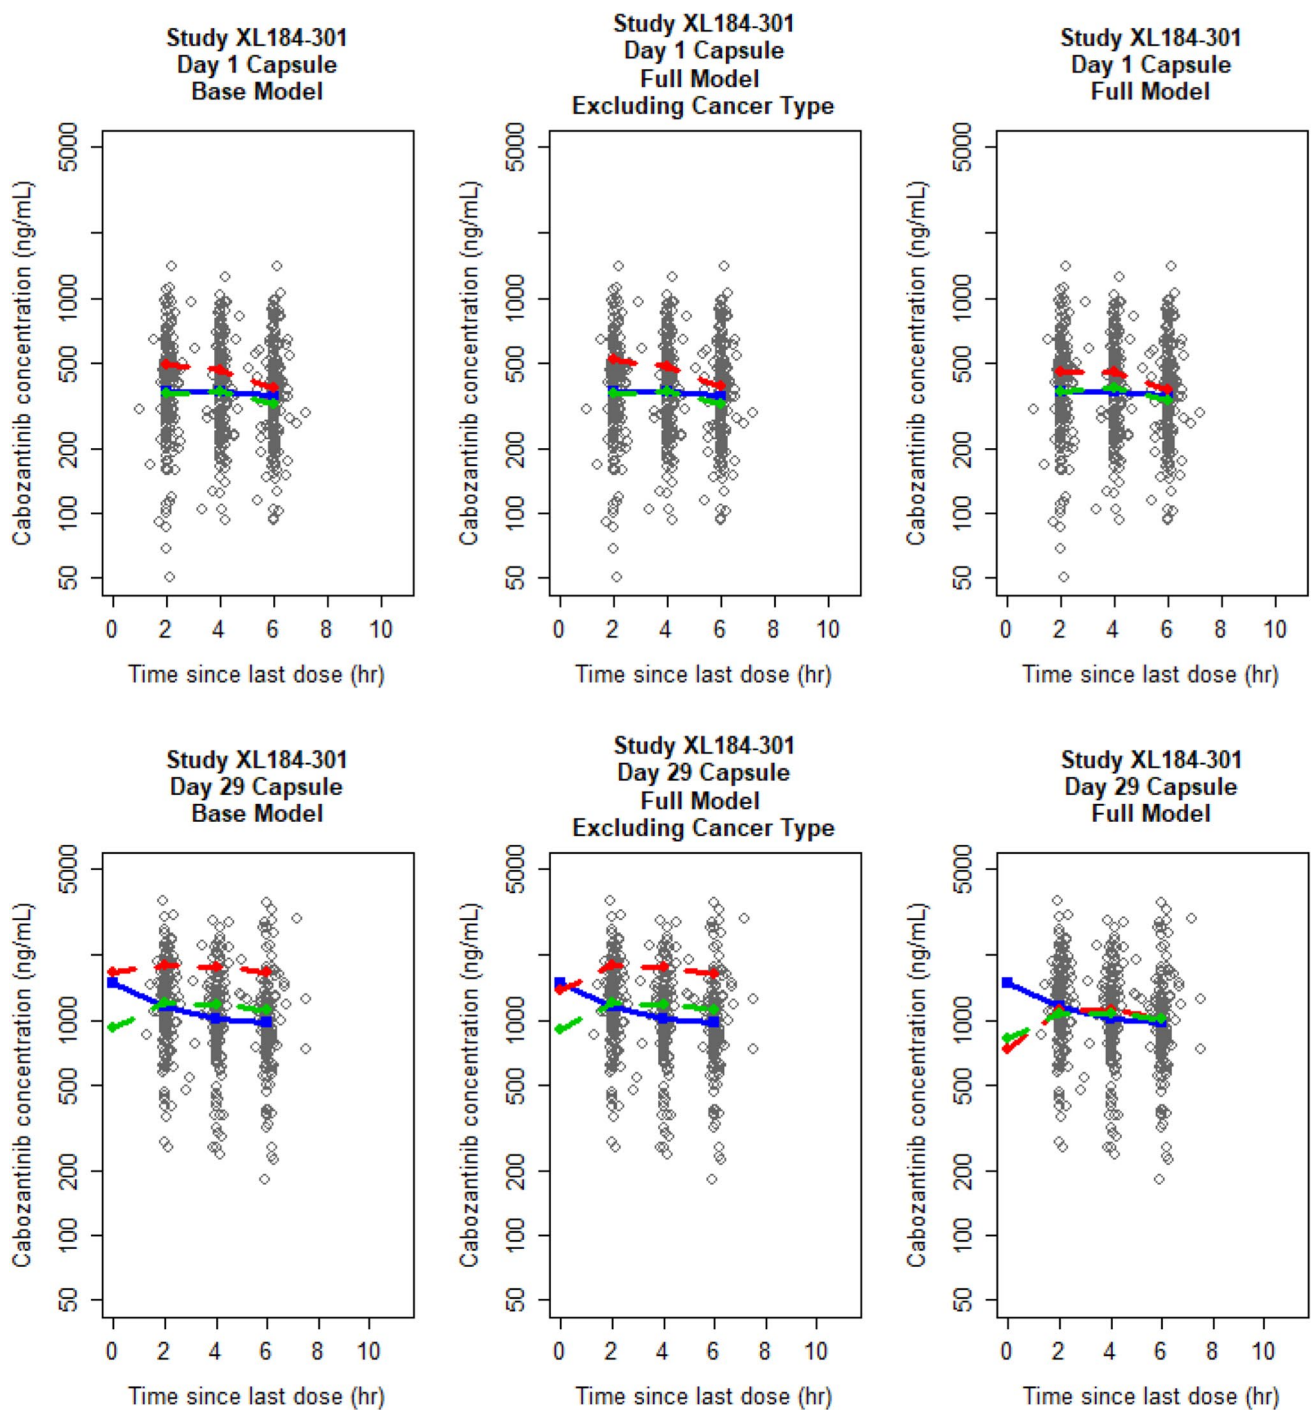 Study XL184-301
Day 1 Capsule
Base Model
Cabozantinib concentration (ng/mL)
5000
1000
500
200
100
50
0 2 4 6 8 10
Time since last dose (hr)
Study XL184-301
Day 1 Capsule
Full Model
Excluding Cancer Type
Cabozantinib concentration (ng/mL)
5000
1000
500
200
100
50
0 2 4 6 8 10
Time since last dose (hr)
Study XL184-301
Day 1 Capsule
Full Model
Cabozantinib concentration (ng/mL)
5000
1000
500
200
100
50
0 2 4 6 8 10
Time since last dose (hr)
Study XL184-301
Day 29 Capsule
Base Model
Cabozantinib concentration (ng/mL)
5000
1000
500
200
100
50
0 2 4 6 8 10
Time since last dose (hr)
Study XL184-301
Day 29 Capsule
Full Model
Excluding Cancer Type
Cabozantinib concentration (ng/mL)
5000
1000
500
200
100
50
0 2 4 6 8 10
Time since last dose (hr)
Study XL184-301
Day 29 Capsule
Full Model
Cabozantinib concentration (ng/mL)
5000
1000
500
200
100
50
0 2 4 6 8 10
Time since last dose (hr)